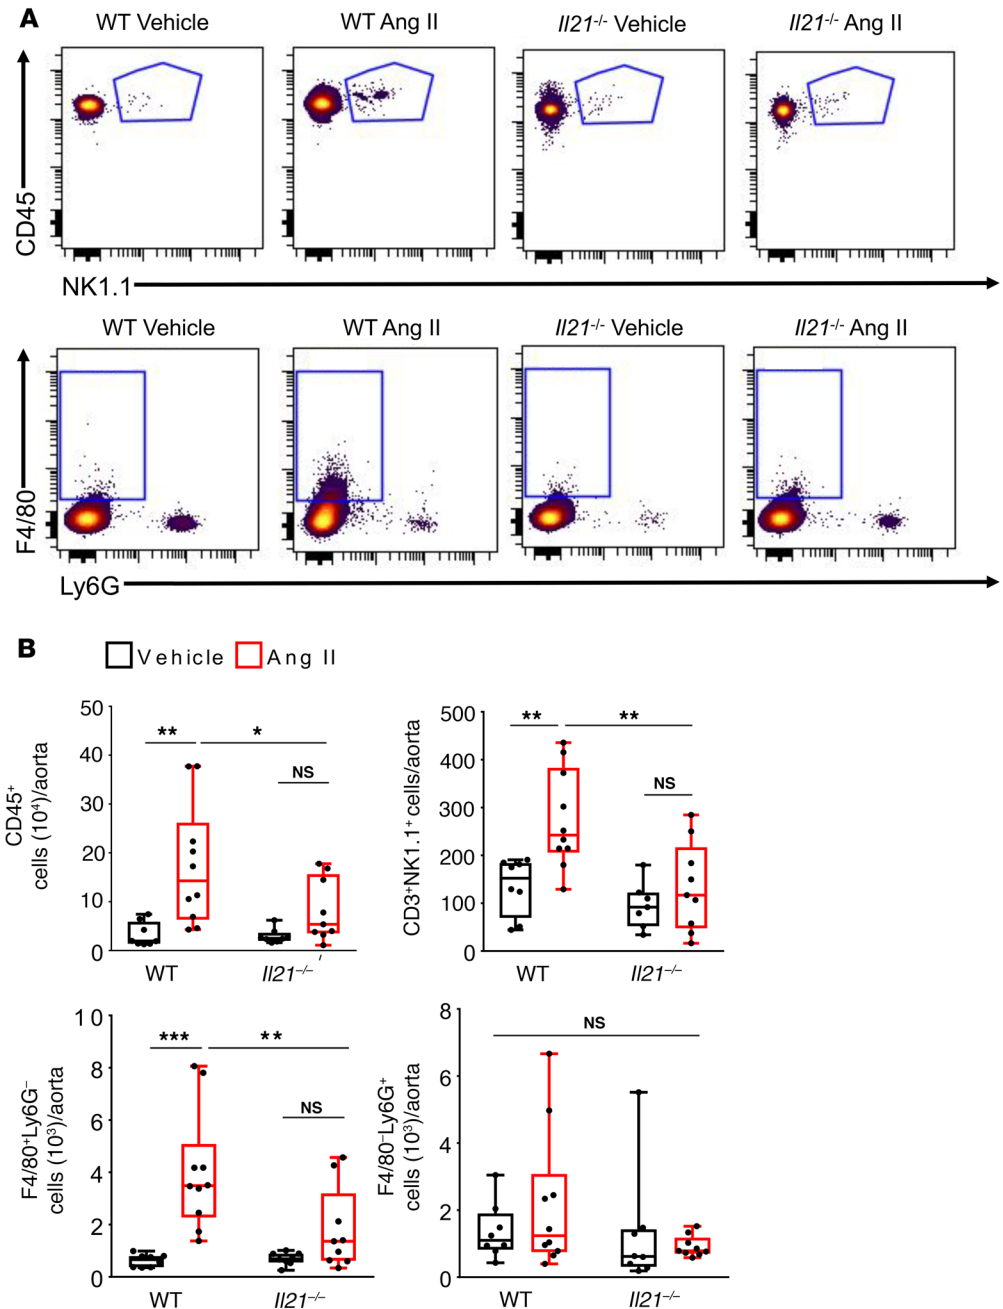 A
WT Vehicle
WT Ang II
Il21-/- Vehicle
Il21-/- Ang II
CD45
NK1.1
WT Vehicle
WT Ang II
Il21-/- Vehicle
Il21-/- Ang II
F4/80
Ly6G
B
Vehicle
Ang II
CD45+
cells (10⁴)/aorta
50
40
30
20
10
0
**
*
NS
WT
Il21–/–
CD3+NK1.1+ cells/aorta
500
400
300
200
100
0
**
**
NS
WT
Il21–/–
F4/80+Ly6G–
cells (10³)/aorta
10
8
6
4
2
0
***
**
NS
WT
Il21–/–
F4/80–Ly6G+
cells (10³)/aorta
8
6
4
2
0
NS
WT
Il21–/–